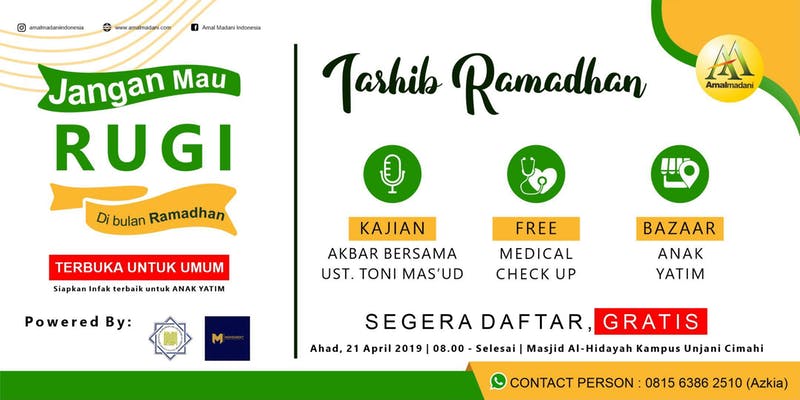 amalmadaniindonesia
www.amalmadani.com
Amal Madani Indonesia
Jangan Mau
RUGI
Di bulan Ramadhan
TERBUKA UNTUK UMUM
Siapkan Infak terbaik untuk ANAK YATIM
Powered By:
Tarhib Ramadhan
Amalmadani
KAJIAN
AKBAR BERSAMA
UST. TONI MAS'UD
FREE
MEDICAL
CHECK UP
BAZAAR
ANAK
YATIM
SEGERA DAFTAR, GRATIS
Ahad, 21 April 2019 | 08.00 - Selesai | Masjid Al-Hidayah Kampus Unjani Cimahi
CONTACT PERSON : 0815 6386 2510 (Azkia)